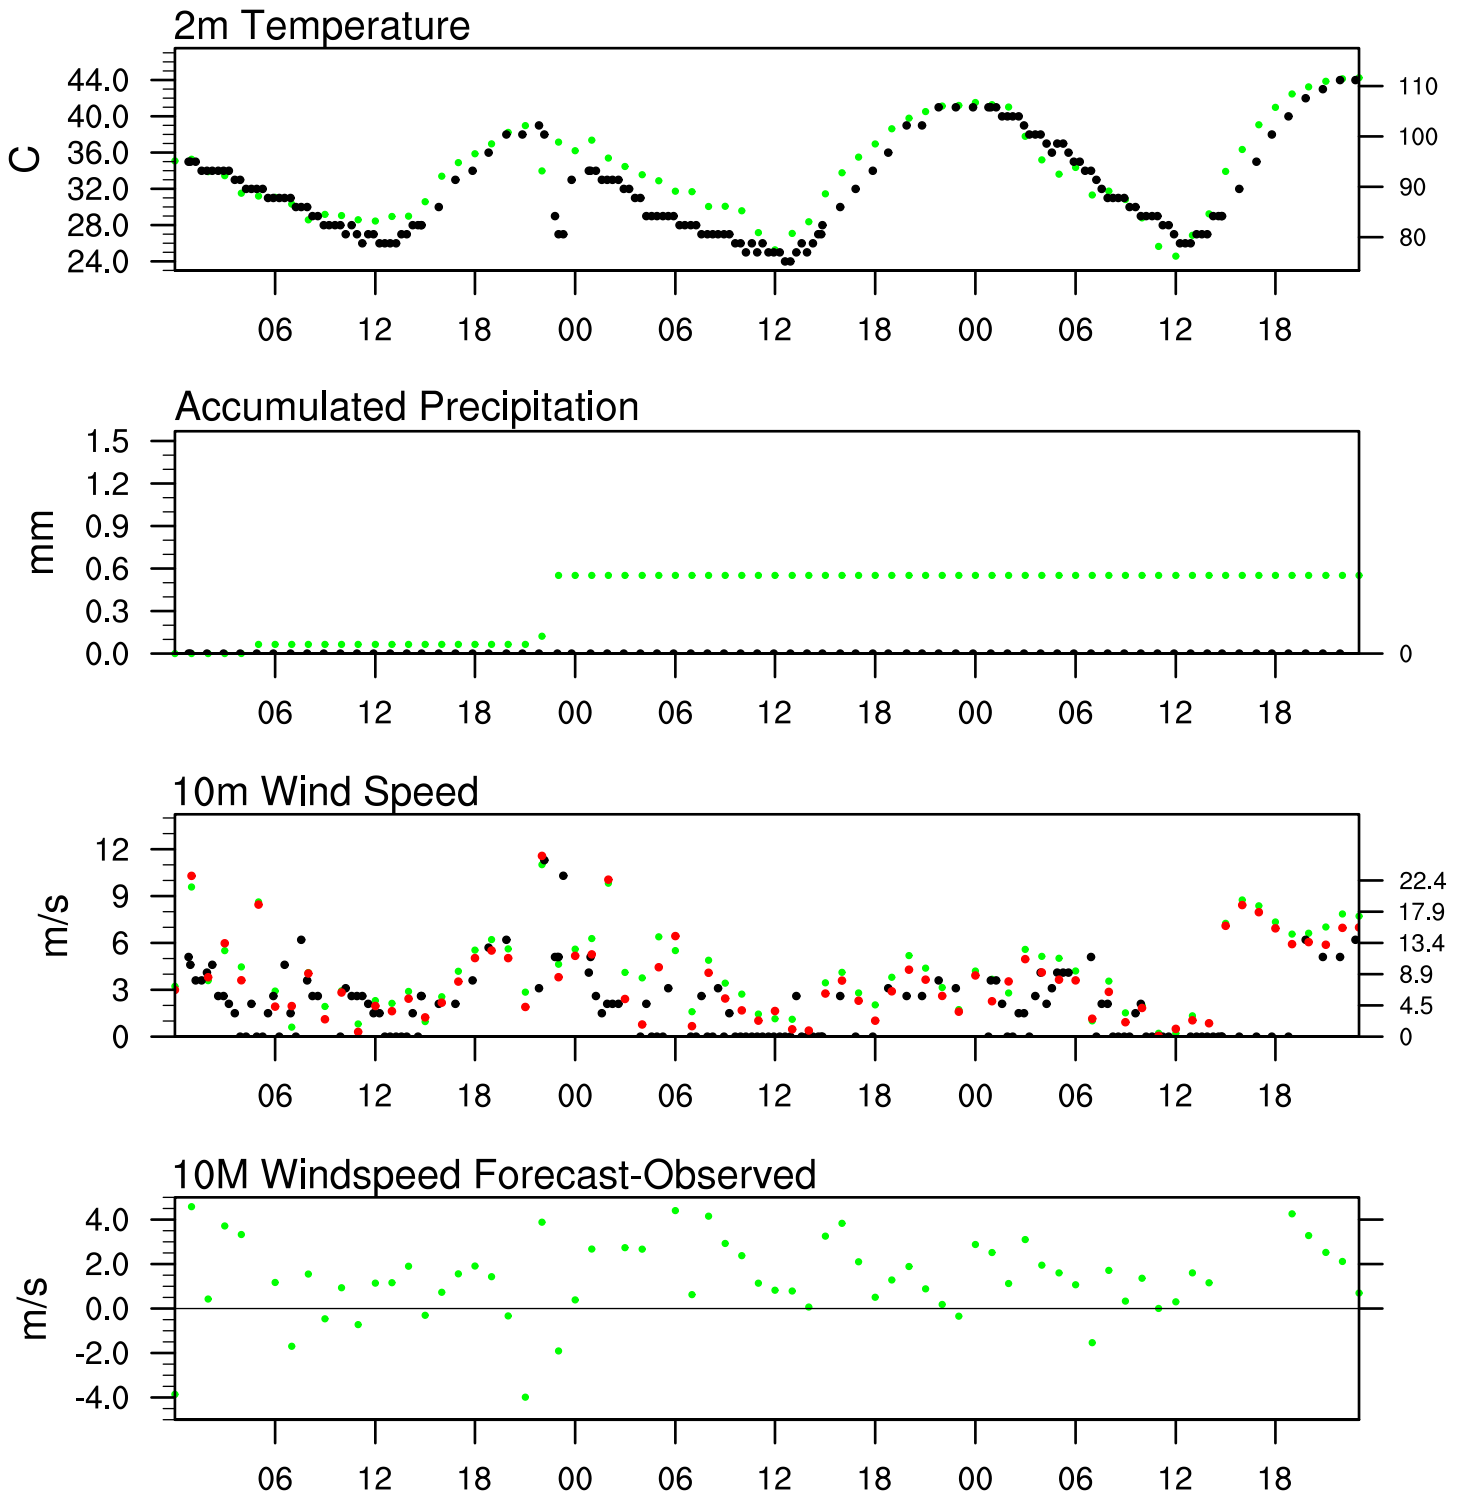 2m Temperature
44.0
40.0
36.0
32.0
28.0
24.0
C
110
100
90
80
06 12 18 00 06 12 18 00 06 12 18
Accumulated Precipitation
1.5
1.2
0.9
0.6
0.3
0.0
mm
0
06 12 18 00 06 12 18 00 06 12 18
10m Wind Speed
12
9
6
3
0
m/s
22.4
17.9
13.4
8.9
4.5
0
06 12 18 00 06 12 18 00 06 12 18
10M Windspeed Forecast-Observed
4.0
2.0
0.0
-2.0
-4.0
m/s
06 12 18 00 06 12 18 00 06 12 18